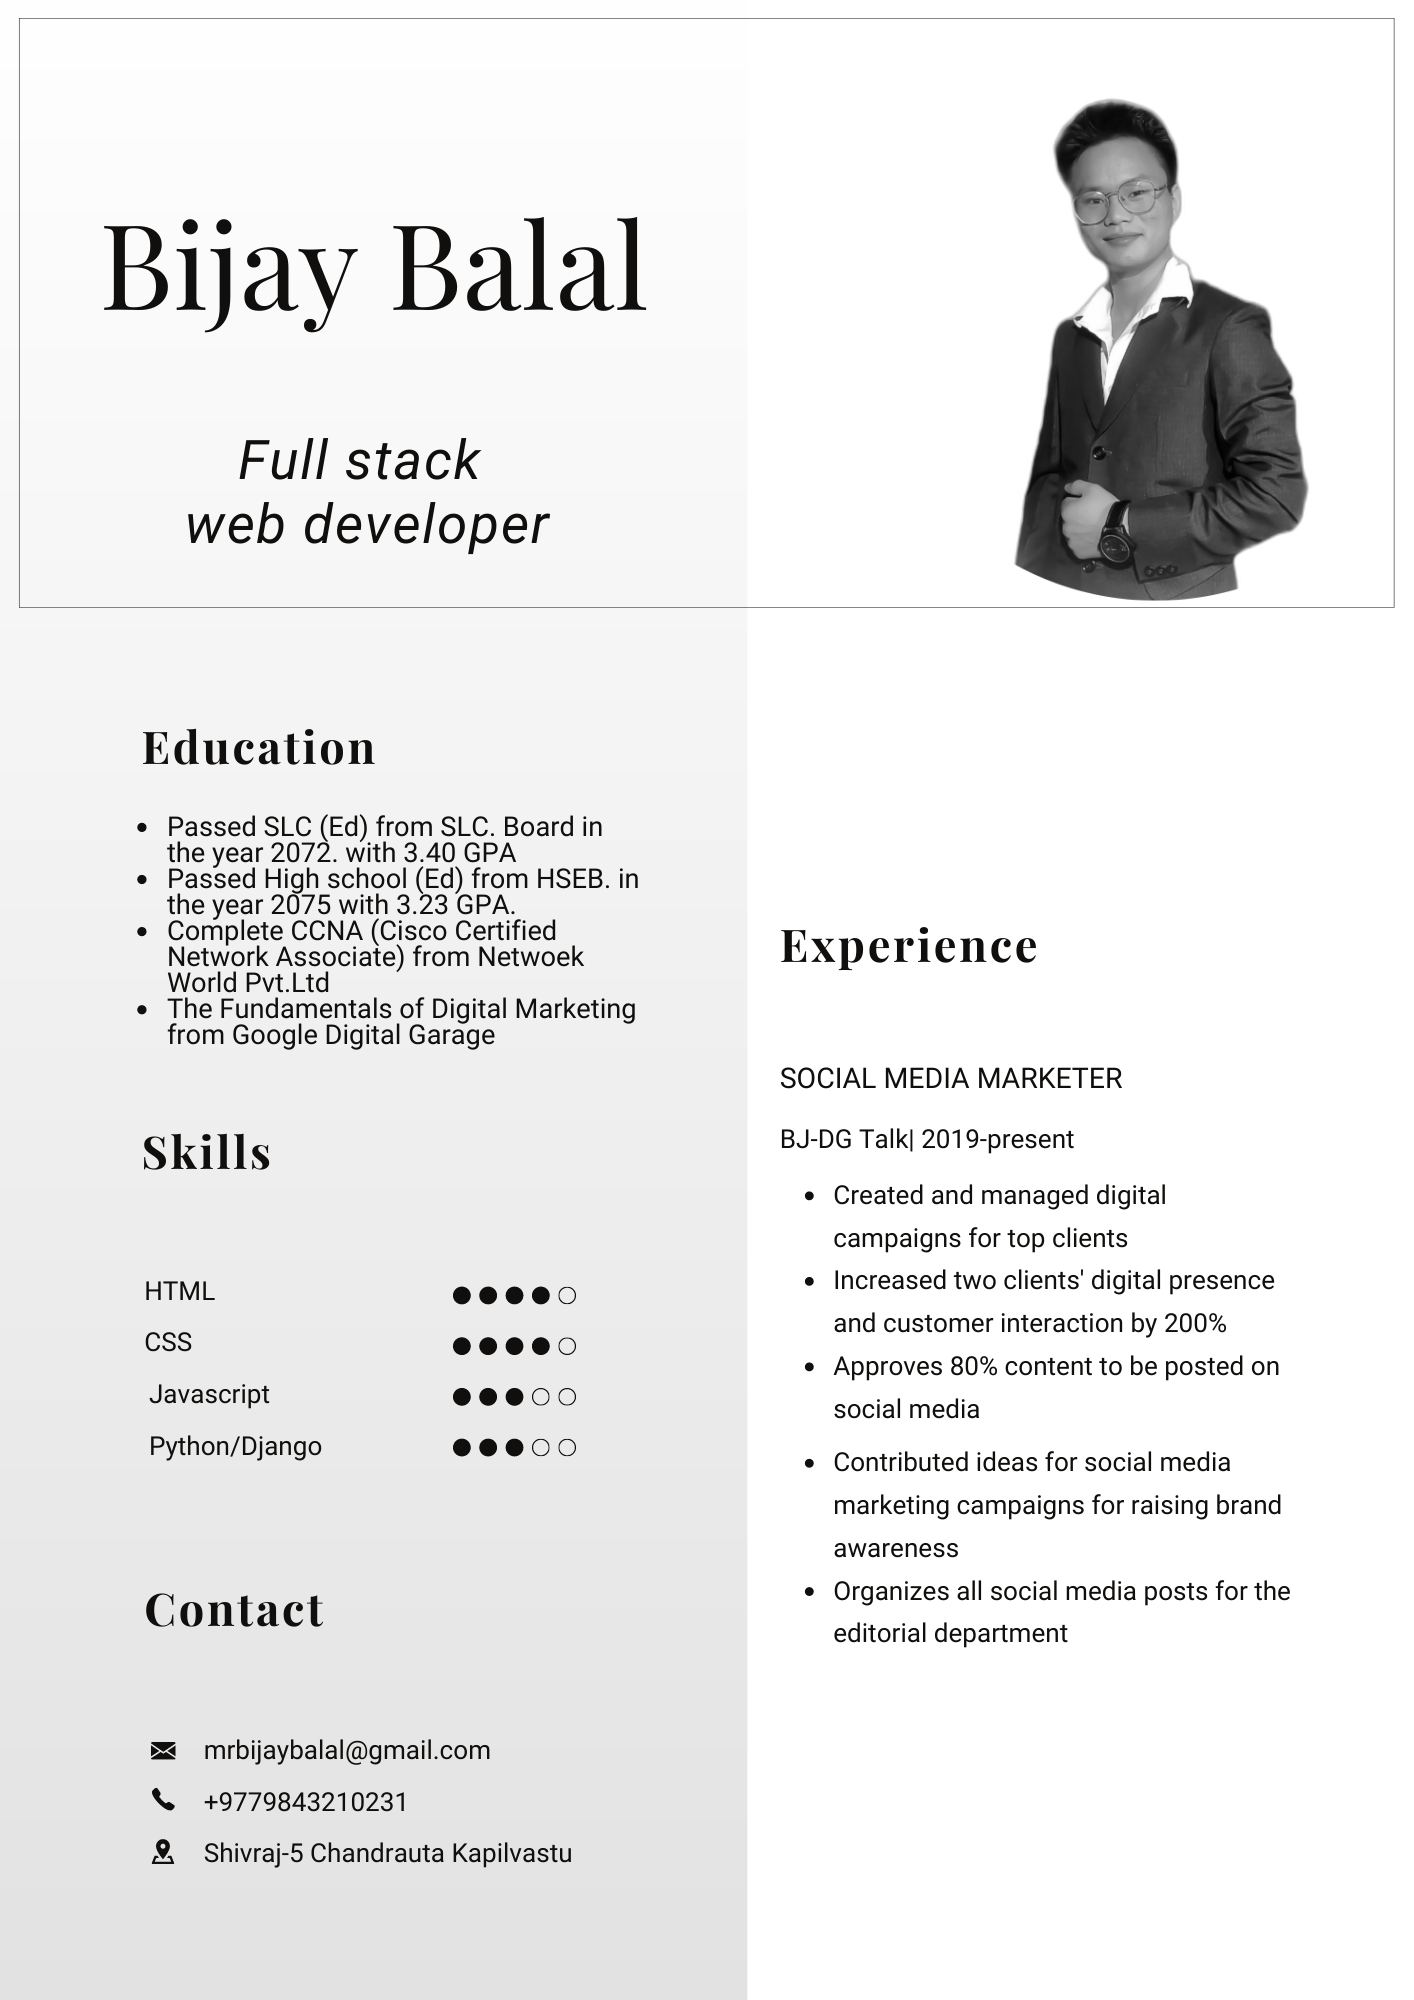 Bijay Balal
Full stack
web developer
Education
• Passed SLC (Ed) from SLC. Board in
the year 2072. with 3.40 GPA
• Passed High school (Ed) from HSEB. in
the year 2075 with 3.23 GPA.
• Complete CCNA (Cisco Certified
Network Associate) from Netwoek
World Pvt.Ltd
• The Fundamentals of Digital Marketing
from Google Digital Garage
Skills
HTML
CSS
Javascript
Python/Django
Contact
mrbijaybalal@gmail.com
+9779843210231
Shivraj-5 Chandrauta Kapilvastu
Experience
SOCIAL MEDIA MARKETER
BJ-DG Talk| 2019-present
• Created and managed digital
campaigns for top clients
• Increased two clients' digital presence
and customer interaction by 200%
• Approves 80% content to be posted on
social media
• Contributed ideas for social media
marketing campaigns for raising brand
awareness
• Organizes all social media posts for the
editorial department